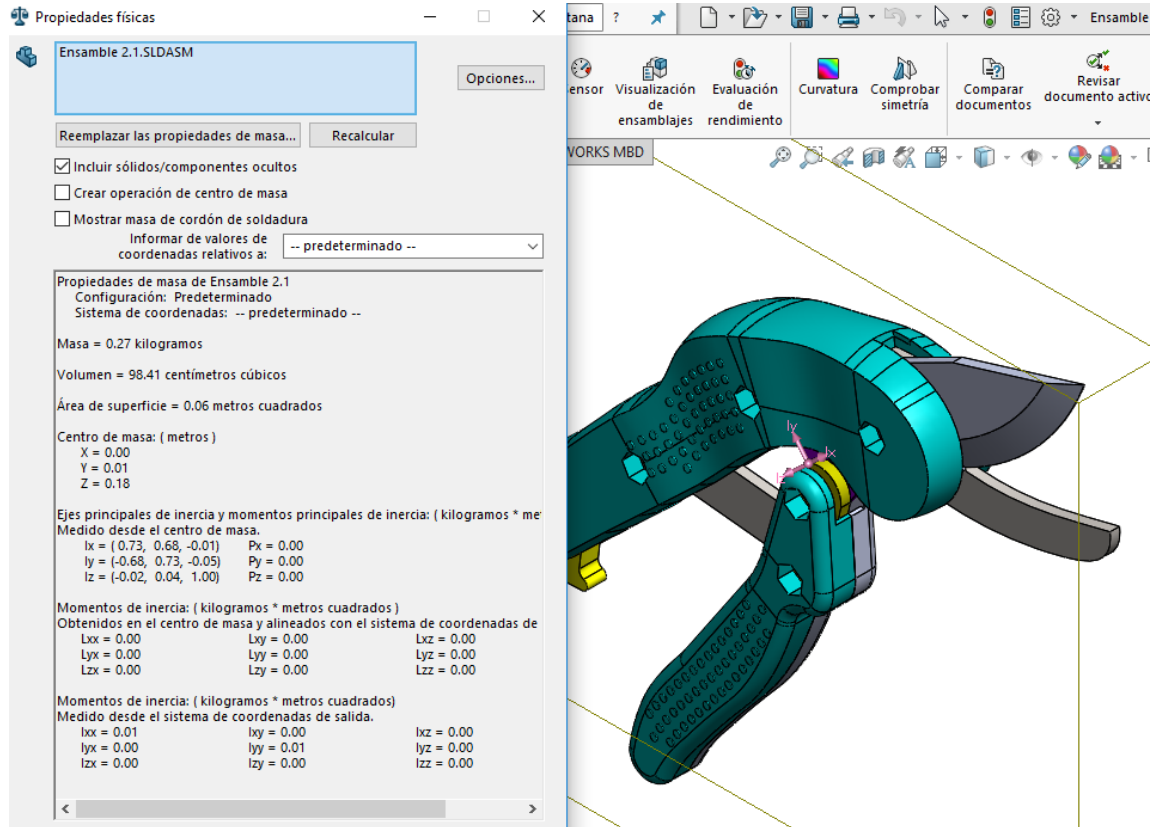 Propiedades físicas
Ensamble 2.1.SLDASM
Opciones...
Reemplazar las propiedades de masa...
Recalcular
Incluir sólidos/componentes ocultos
Crear operación de centro de masa
Mostrar masa de cordón de soldadura
Informar de valores de
coordenadas relativos a:
-- predeterminado --
Propiedades de masa de Ensamble 2.1
Configuración: Predeterminado
Sistema de coordenadas: -- predeterminado --
Masa = 0.27 kilogramos
Volumen = 98.41 centímetros cúbicos
Área de superficie = 0.06 metros cuadrados
Centro de masa: ( metros )
X = 0.00
Y = 0.01
Z = 0.18
Ejes principales de inercia y momentos principales de inercia: ( kilogramos * me
Medido desde el centro de masa.
Ix = ( 0.73, 0.68, -0.01) Px = 0.00
Iy = (-0.68, 0.73, -0.05) Py = 0.00
Iz = (-0.02, 0.04, 1.00) Pz = 0.00
Momentos de inercia: ( kilogramos * metros cuadrados )
Obtenidos en el centro de masa y alineados con el sistema de coordenadas de
Lxx = 0.00 Lxy = 0.00 Lxz = 0.00
Lyx = 0.00 Lyy = 0.00 Lyz = 0.00
Lzx = 0.00 Lzy = 0.00 Lzz = 0.00
Momentos de inercia: ( kilogramos * metros cuadrados)
Medido desde el sistema de coordenadas de salida.
Ixx = 0.01 Ixy = 0.00 Ixz = 0.00
Iyx = 0.00 Iyy = 0.01 Iyz = 0.00
Izx = 0.00 Izy = 0.00 Izz = 0.00
tana ? Ensamble
ensor
Visualización
de
ensamblajes
Evaluación
de
rendimiento
Curvatura
Comprobar
simetría
Comparar
documentos
Revisar
documento activo
WORKS MBD
Iy
Ix
Iz